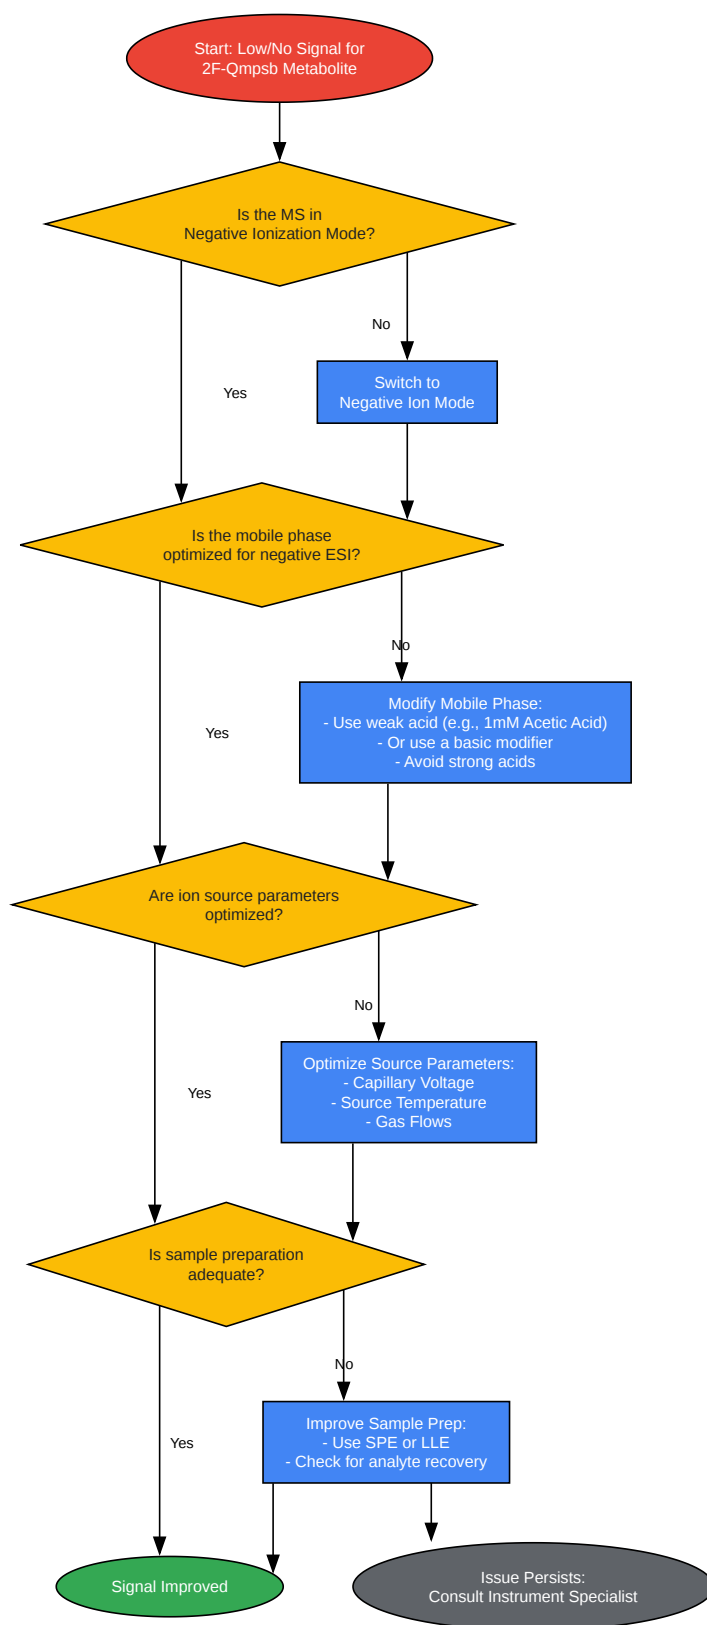 Start: Low/No Signal for
2F-Qmpsb Metabolite
Is the MS in
Negative Ionization Mode?
No
Switch to
Negative Ion Mode
Yes
Is the mobile phase
optimized for negative ESI?
No
Modify Mobile Phase:
- Use weak acid (e.g., 1mM Acetic Acid)
- Or use a basic modifier
- Avoid strong acids
Yes
Are ion source parameters
optimized?
No
Optimize Source Parameters:
- Capillary Voltage
- Source Temperature
- Gas Flows
Yes
Is sample preparation
adequate?
No
Improve Sample Prep:
- Use SPE or LLE
- Check for analyte recovery
Yes
Signal Improved
Issue Persists:
Consult Instrument Specialist